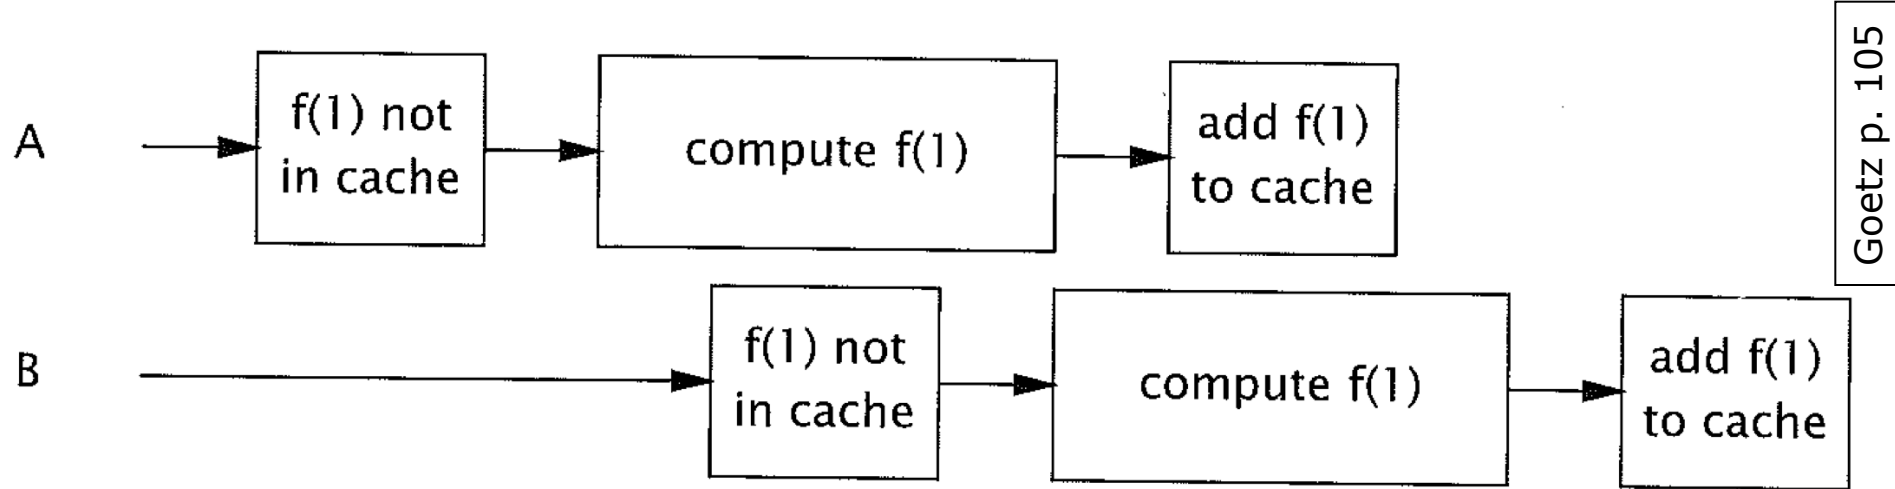 A
f(1) not
in cache
compute f(1)
add f(1)
to cache
B
f(1) not
in cache
compute f(1)
add f(1)
to cache
Goetz p. 105